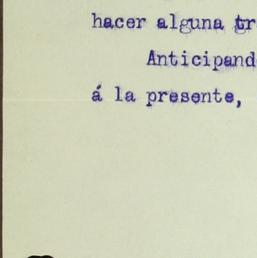 hacer alguna tr
Anticipand
á la presente,